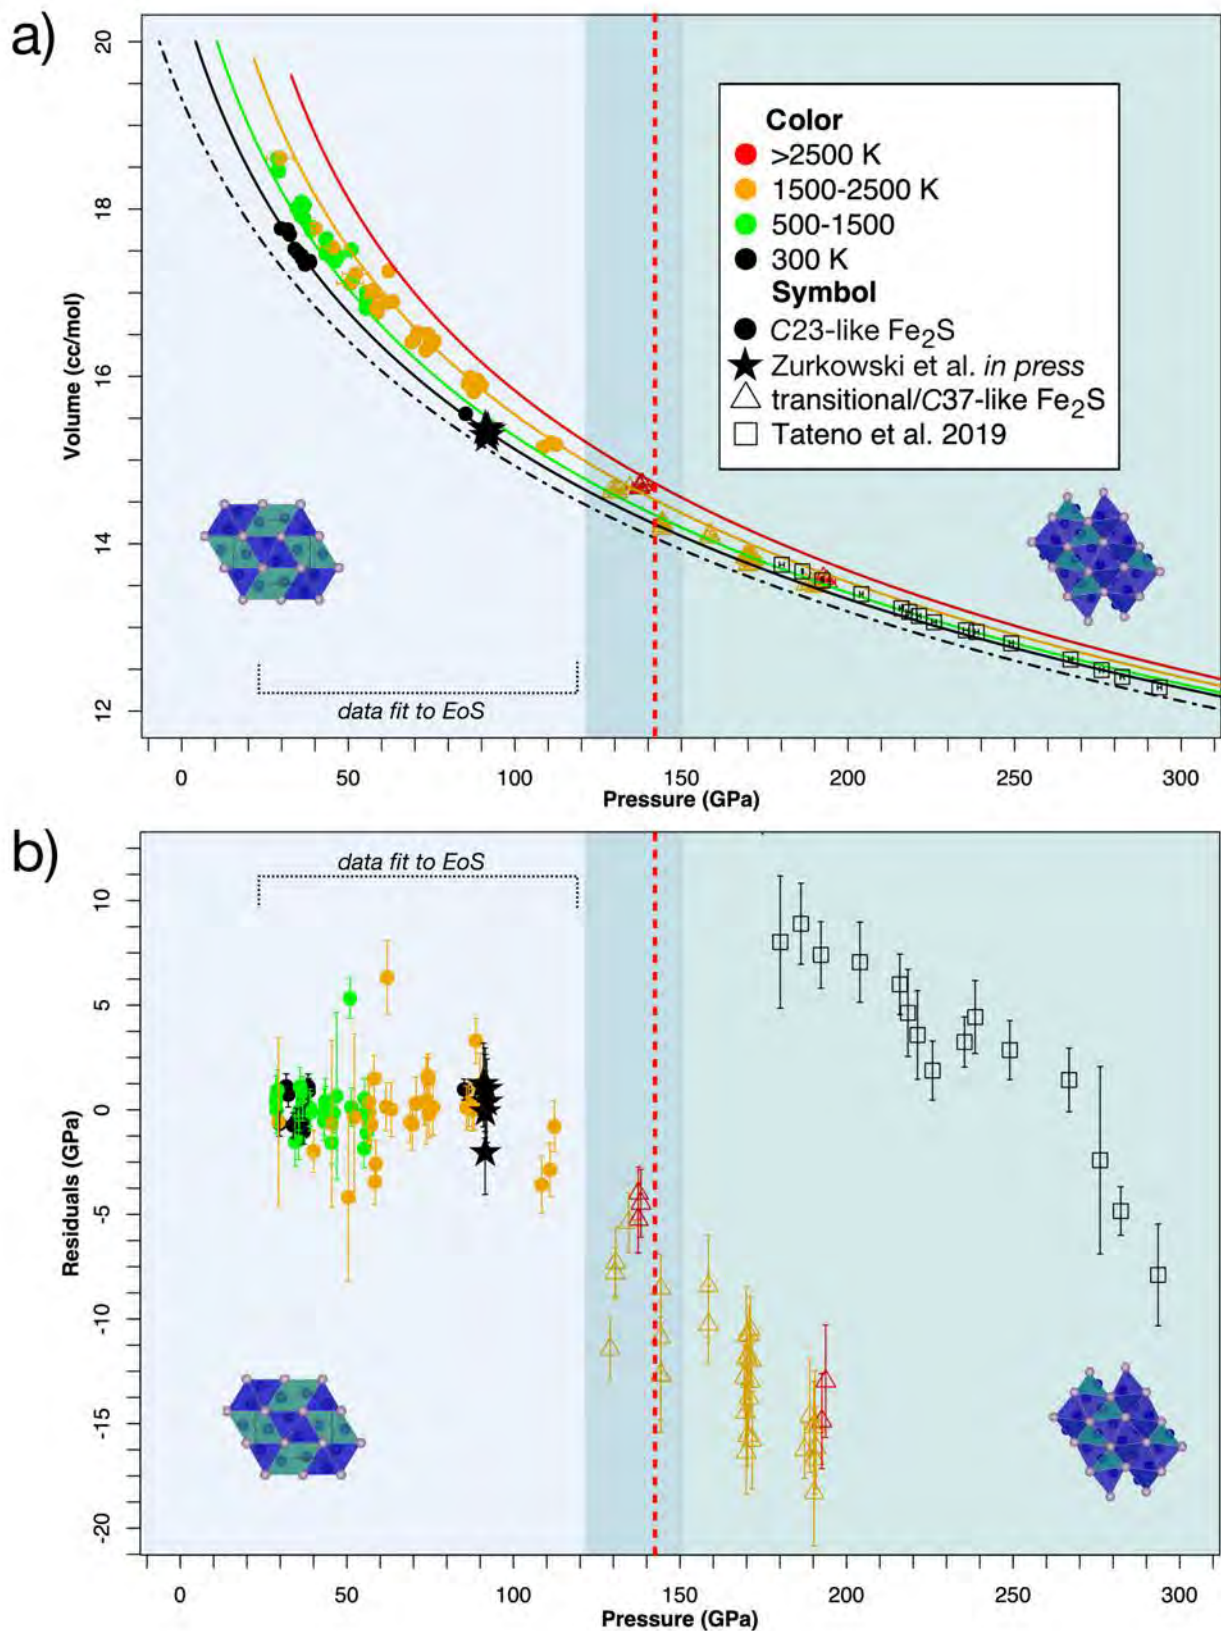 a)
20
18
16
14
12
Volume (cc/mol)
Color
>2500 K
1500-2500 K
500-1500
300 K
Symbol
C23-like Fe₂S
Zurkowski et al. in press
transitional/C37-like Fe₂S
Tateno et al. 2019
data fit to EoS
0 50 100 150 200 250 300
Pressure (GPa)
b)
data fit to EoS
10
5
0
-5
-10
-15
-20
Residuals (GPa)
0 50 100 150 200 250 300
Pressure (GPa)